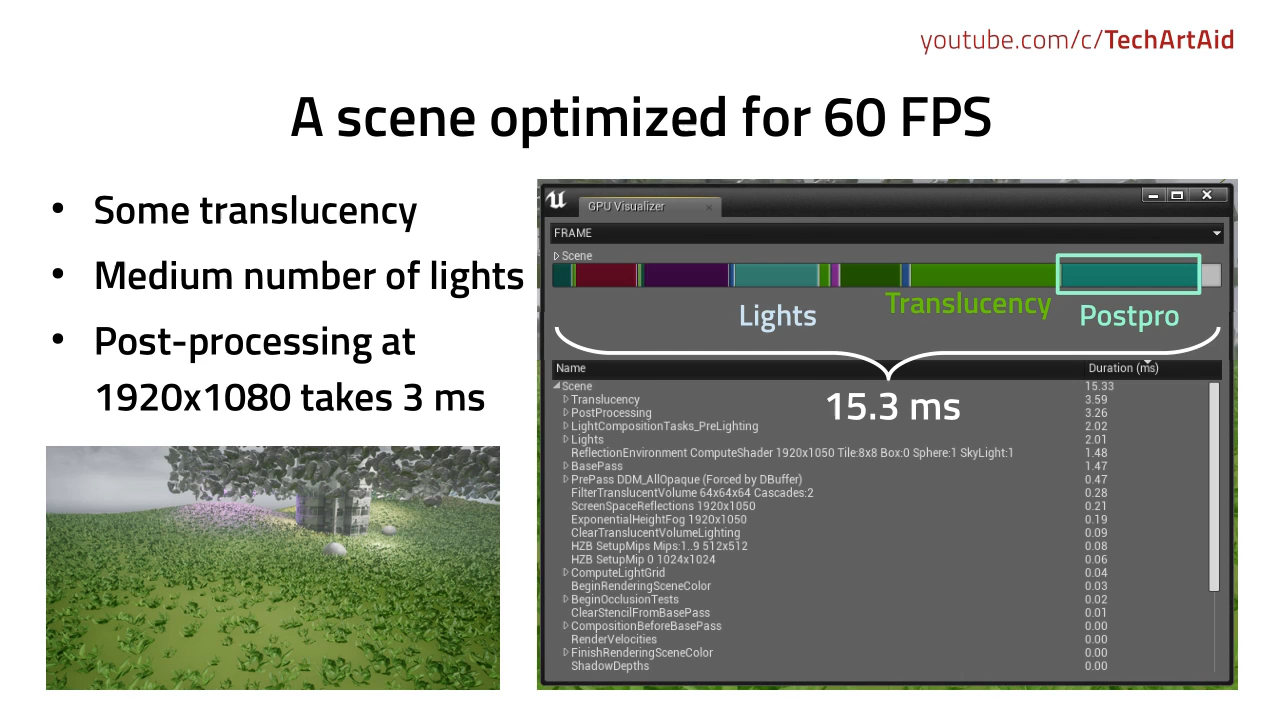 youtube.com/c/TechArtAid
A scene optimized for 60 FPS
• Some translucency
• Medium number of lights
• Post-processing at
1920x1080 takes 3 ms
GPU Visualizer
FRAME
Scene
Lights
Translucency
Postpro
15.3 ms
Name Duration (ms)
Scene 15.33
Translucency 3.59
PostProcessing 3.26
LightCompositionTasks_PreLighting 2.02
Lights 2.01
ReflectionEnvironment ComputeShader 1920x1050 Tile:8x8 Box:0 Sphere:1 SkyLight:1 1.48
BasePass 1.47
PrePass DDM_AllOpaque (Forced by DBuffer) 0.47
FilterTranslucentVolume 64x64x64 Cascades:2 0.28
ScreenSpaceReflections 1920x1050 0.21
ExponentialHeightFog 1920x1050 0.19
ClearTranslucentVolumeLighting 0.09
HZB SetupMips Mips:1..9 512x512 0.08
HZB SetupMip 0 1024x1024 0.06
ComputeLightGrid 0.04
BeginRenderingSceneColor 0.03
BeginOcclusionTests 0.02
ClearStencilFromBasePass 0.01
CompositionBeforeBasePass 0.00
RenderVelocities 0.00
FinishRenderingSceneColor 0.00
ShadowDepths 0.00